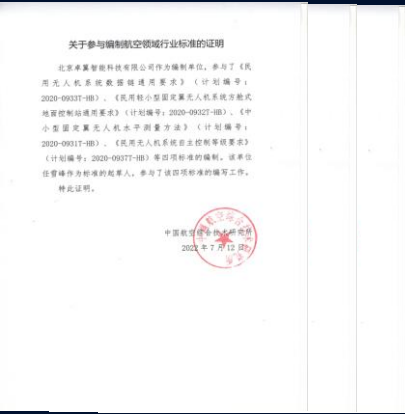 关于参与编制航空领域行业标准的证明
北京卓翼智能科技有限公司作为编制单位，参与了《民
用无人机系统数据链通用要求》（计划编号：
2020-0933T-HB）、《民用轻小型固定翼无人机系统方舱式
地面控制站通用要求》（计划编号：2020-0932T-HB）、《中
小型固定翼无人机水平测量方法》（计划编号：
2020-0931T-HB）、《民用无人机系统自主控制等级要求》
（计划编号：2020-0937T-HB）等四项标准的编制。该单位
任雪峰作为标准的起草人，参与了该四项标准的编写工作。
特此证明。
中国航空综合技术研究所
2022年7月12日